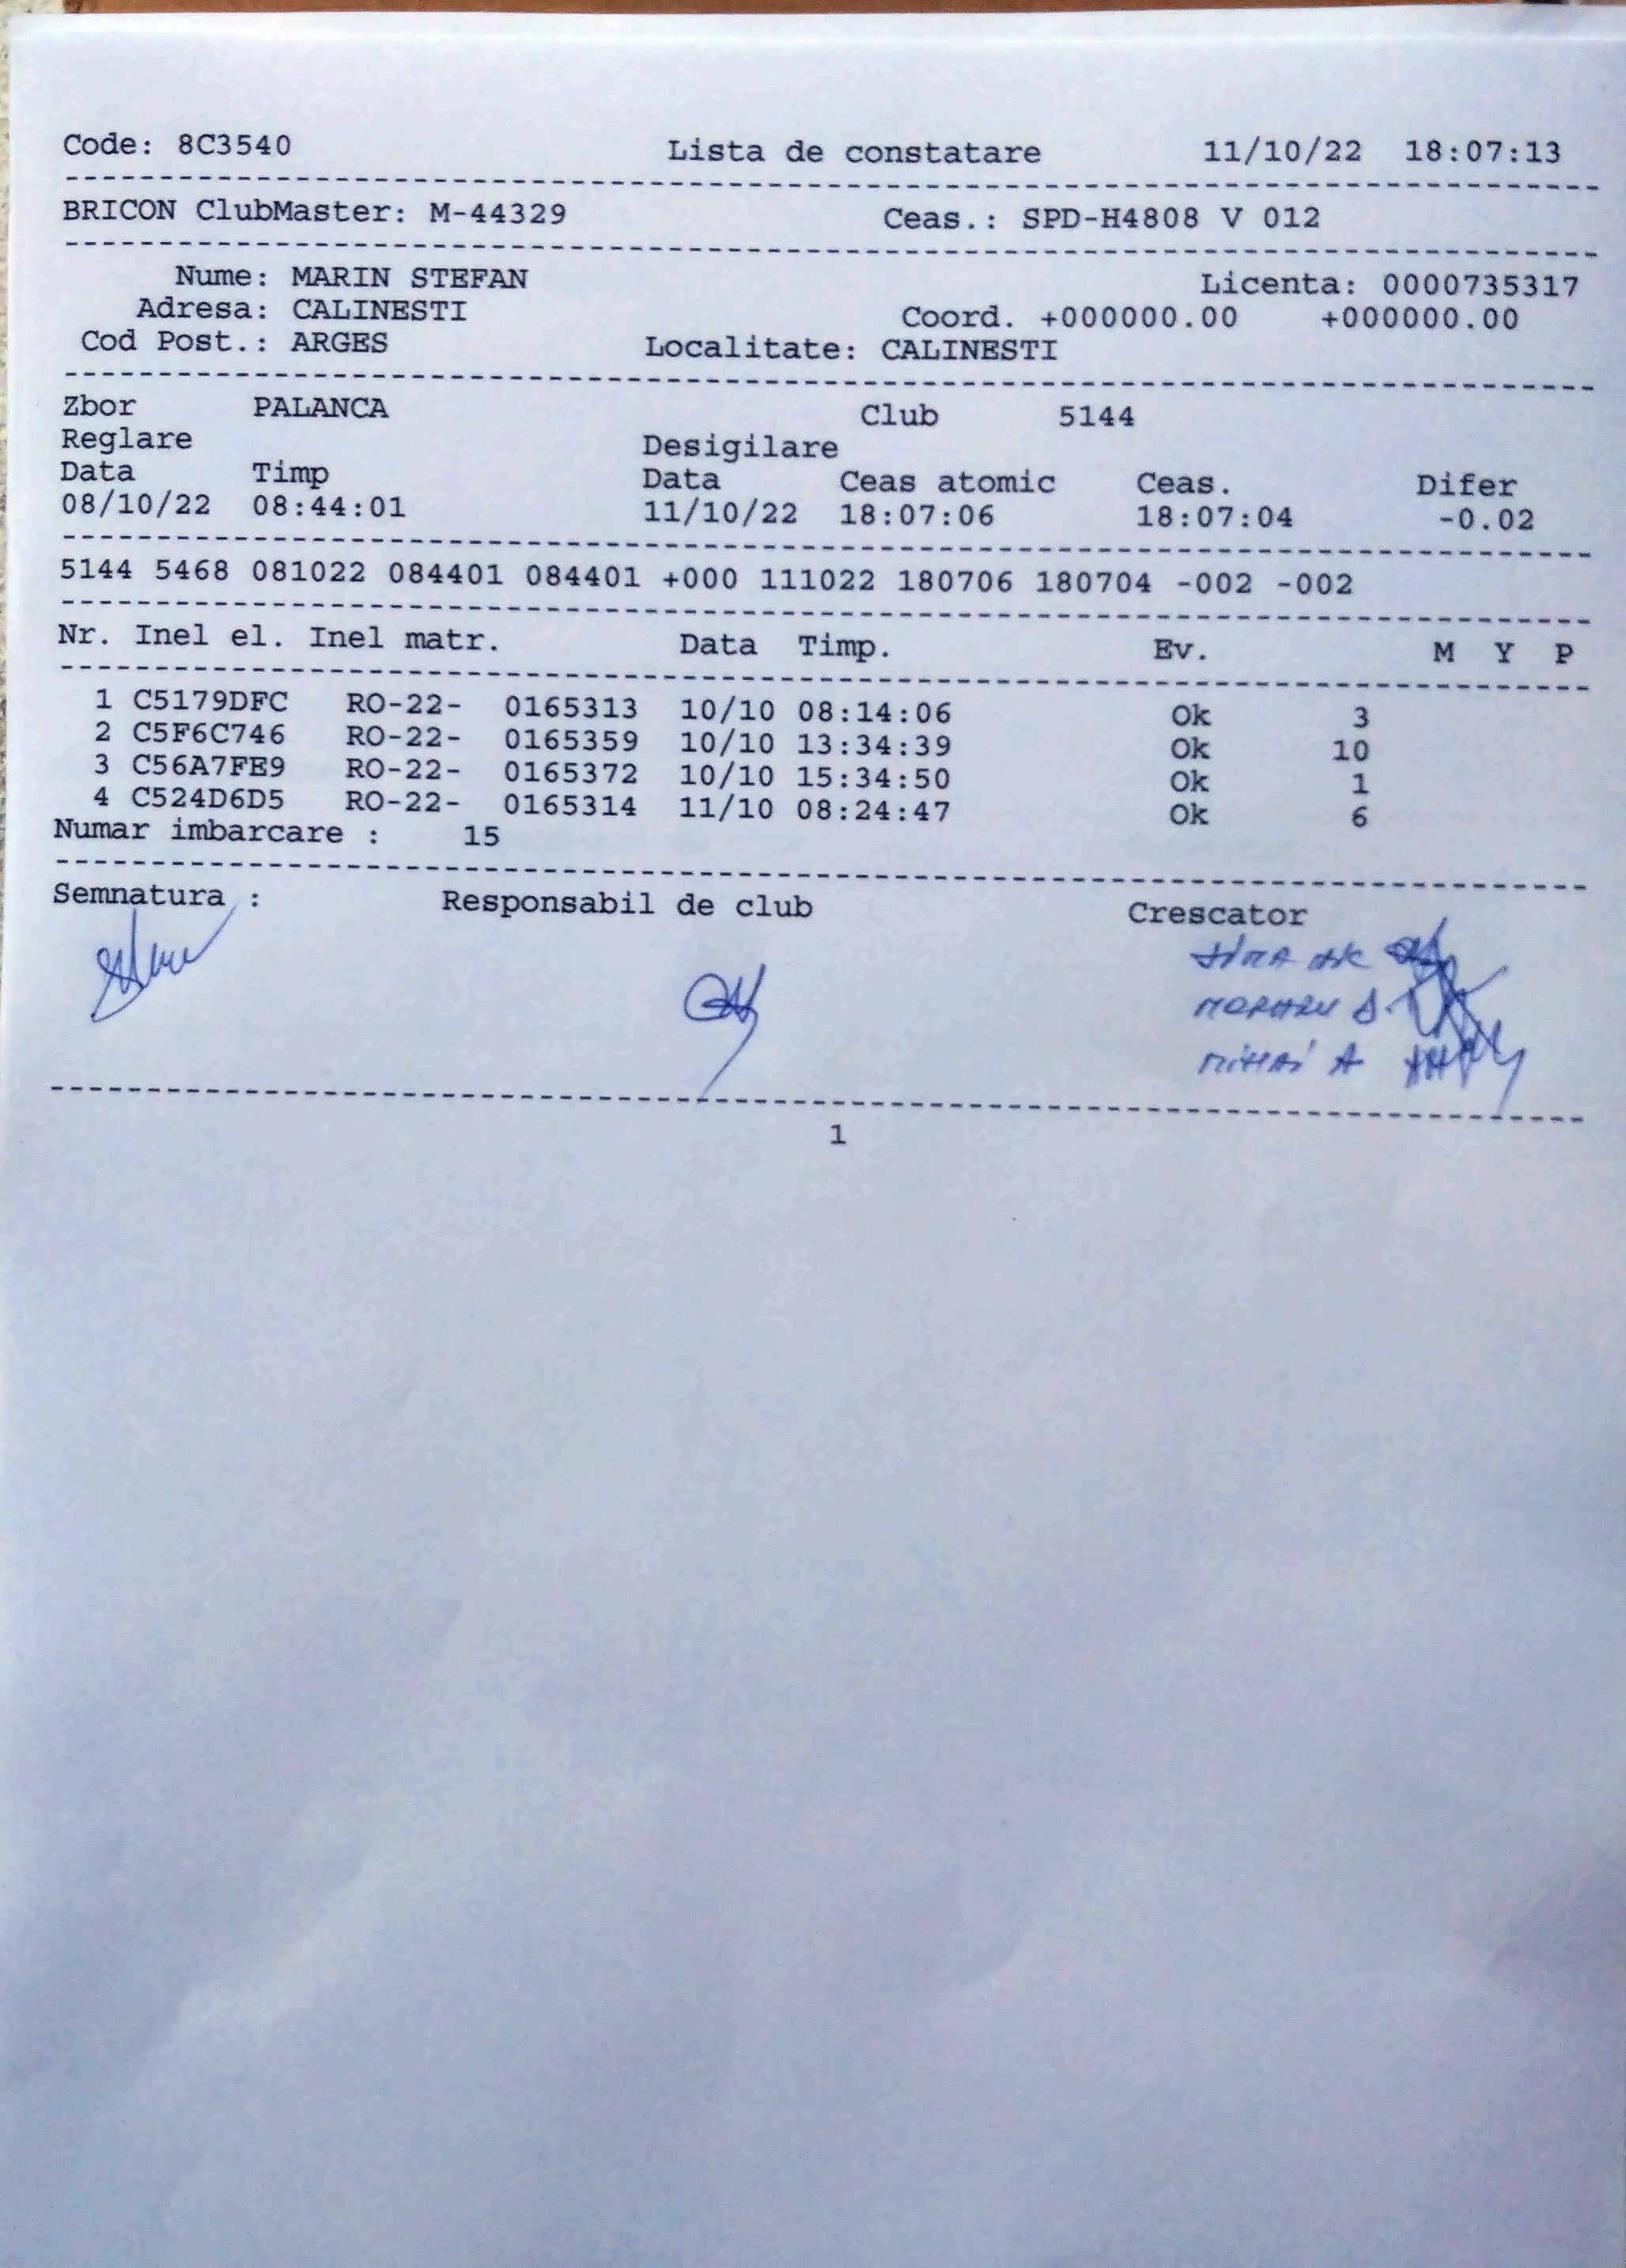 Code: 8C3540 Lista de constatare 11/10/22 18:07:13
BRICON ClubMaster: M-44329 Ceas.: SPD-H4808 V 012
Nume: MARIN STEFAN Licenta: 0000735317
Adresa: CALINESTI Coord. +000000.00 +000000.00
Cod Post.: ARGES Localitate: CALINESTI
Zbor PALANCA Club 5144
Reglare Desigilare
Data Timp Data Ceas atomic Ceas. Difer
08/10/22 08:44:01 11/10/22 18:07:06 18:07:04 -0.02
5144 5468 081022 084401 084401 +000 111022 180706 180704 -002 -002
Nr. Inel el. Inel matr. Data Timp. Ev. M Y P
1 C5179DFC RO-22- 0165313 10/10 08:14:06 Ok 3
2 C5F6C746 RO-22- 0165359 10/10 13:34:39 Ok 10
3 C56A7FE9 RO-22- 0165372 10/10 15:34:50 Ok 1
4 C524D6D5 RO-22- 0165314 11/10 08:24:47 Ok 6
Numar imbarcare : 15
Semnatura : Responsabil de club Crescator
MIHAI A
1